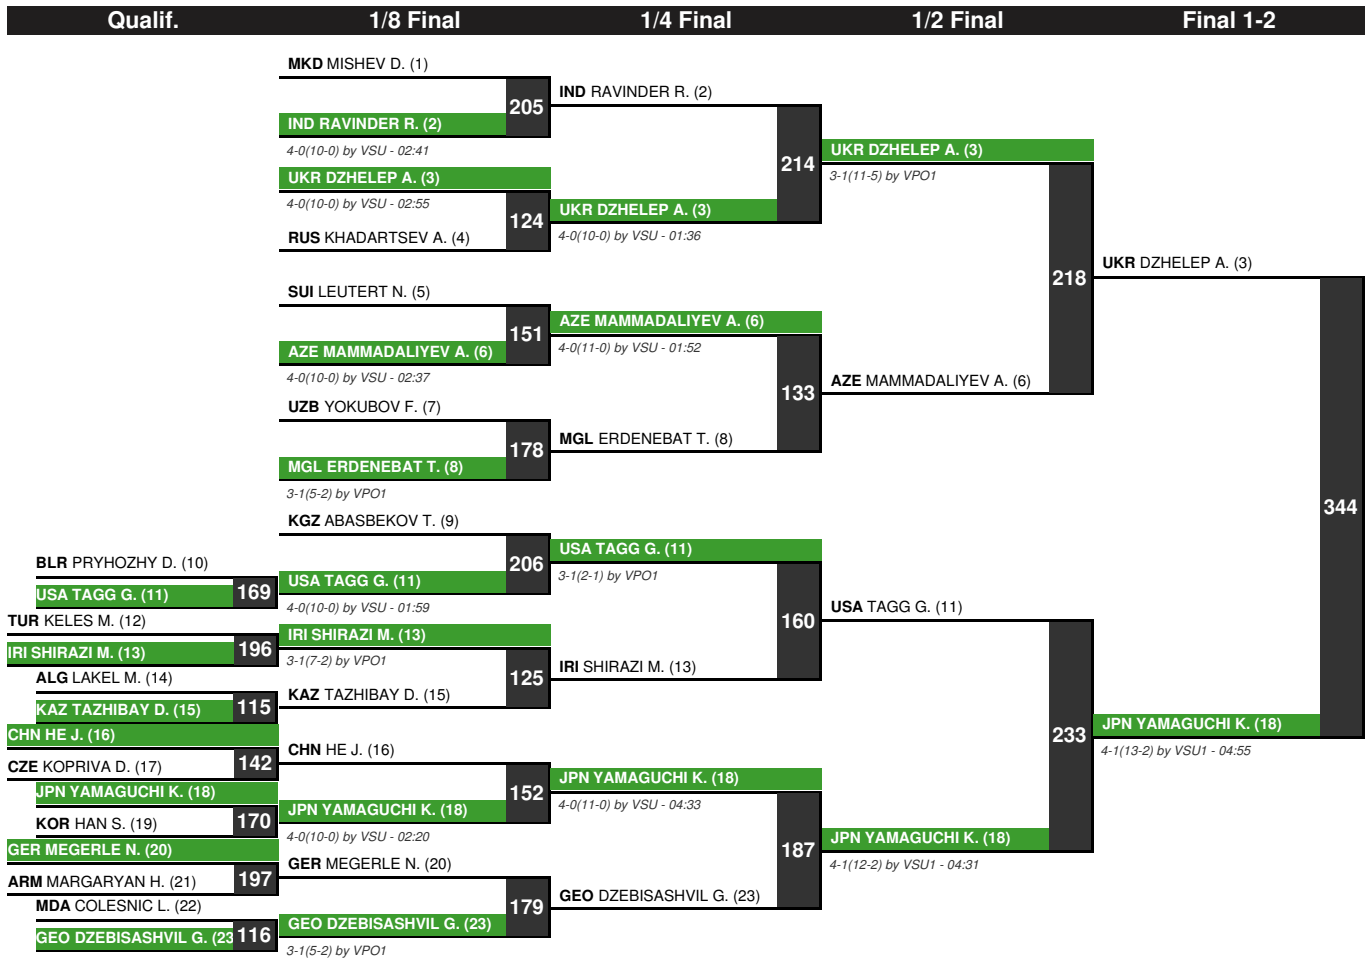 Qualif. 1/8 Final 1/4 Final 1/2 Final Final 1-2
MKD MISHEV D. (1)
205
IND RAVINDER R. (2)
4-0(10-0) by VSU - 02:41
UKR DZHELEP A. (3)
4-0(10-0) by VSU - 02:55
124
RUS KHADARTSEV A. (4)
SUI LEUTERT N. (5)
151
AZE MAMMADALIYEV A. (6)
4-0(10-0) by VSU - 02:37
UZB YOKUBOV F. (7)
178
MGL ERDENEBAT T. (8)
3-1(5-2) by VPO1
KGZ ABASBEKOV T. (9)
206
USA TAGG G. (11)
4-0(10-0) by VSU - 01:59
IRI SHIRAZI M. (13)
3-1(7-2) by VPO1
125
KAZ TAZHIBAY D. (15)
CHN HE J. (16)
152
JPN YAMAGUCHI K. (18)
4-0(10-0) by VSU - 02:20
GER MEGERLE N. (20)
179
GEO DZEBISASHVIL G. (23)
3-1(5-2) by VPO1
BLR PRYHOZHY D. (10)
USA TAGG G. (11) 169
TUR KELES M. (12)
IRI SHIRAZI M. (13) 196
ALG LAKEL M. (14)
KAZ TAZHIBAY D. (15) 115
CHN HE J. (16)
CZE KOPRIVA D. (17) 142
JPN YAMAGUCHI K. (18)
KOR HAN S. (19) 170
GER MEGERLE N. (20)
ARM MARGARYAN H. (21) 197
MDA COLESNIC L. (22)
GEO DZEBISASHVIL G. (23 116
IND RAVINDER R. (2)
214
UKR DZHELEP A. (3)
4-0(10-0) by VSU - 01:36
AZE MAMMADALIYEV A. (6)
4-0(11-0) by VSU - 01:52
133
MGL ERDENEBAT T. (8)
USA TAGG G. (11)
3-1(2-1) by VPO1
160
IRI SHIRAZI M. (13)
JPN YAMAGUCHI K. (18)
4-0(11-0) by VSU - 04:33
187
GEO DZEBISASHVIL G. (23)
UKR DZHELEP A. (3)
3-1(11-5) by VPO1
218
AZE MAMMADALIYEV A. (6)
USA TAGG G. (11)
233
JPN YAMAGUCHI K. (18)
4-1(12-2) by VSU1 - 04:31
UKR DZHELEP A. (3)
344
JPN YAMAGUCHI K. (18)
4-1(13-2) by VSU1 - 04:55